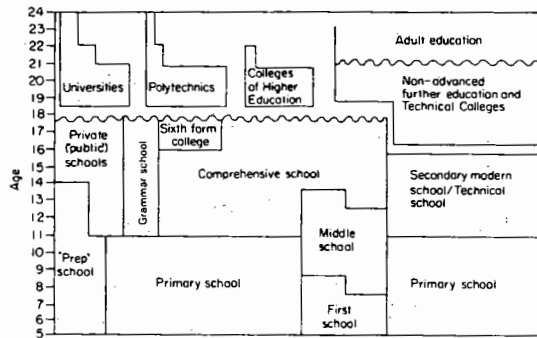 24
23
22
21
20
19
18
17
16
15
14
13
12
11
10
9
8
7
6
5
Age
Universities
Polytechnics
Colleges
of Higher
Education
Adult education
Non-advanced
further education and
Technical Colleges
Private
('public')
schools
Grammar school
Sixth form
college
Comprehensive school
Secondary modern
school/Technical
school
"Prep"
school
Primary school
Middle
school
First
school
Primary school